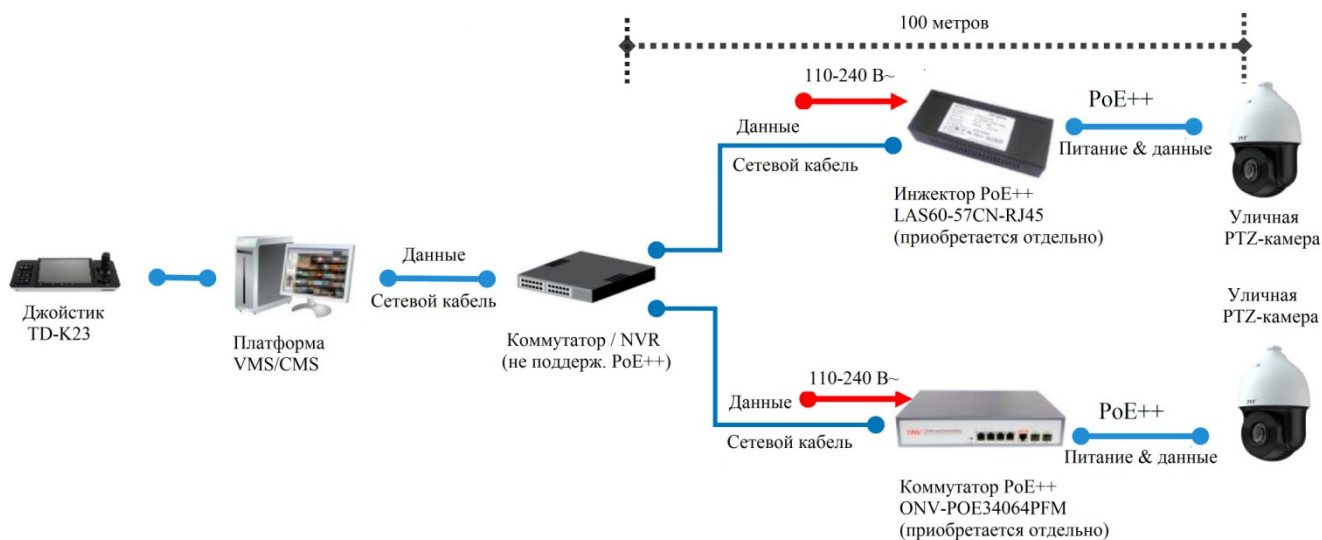 100 метров
110-240 В~
PoE++
Данные
Сетевой кабель
Питание & данные
Инжектор PoE++
LAS60-57CN-RJ45
(приобретается отдельно)
Уличная
PTZ-камера
Данные
Сетевой кабель
Джойстик
TD-K23
Платформа
VMS/CMS
Коммутатор / NVR
(не поддерж. PoE++)
Уличная
PTZ-камера
110-240 В~
Данные
Сетевой кабель
ONV
PoE++
Питание & данные
Коммутатор PoE++
ONV-POE34064PFM
(приобретается отдельно)